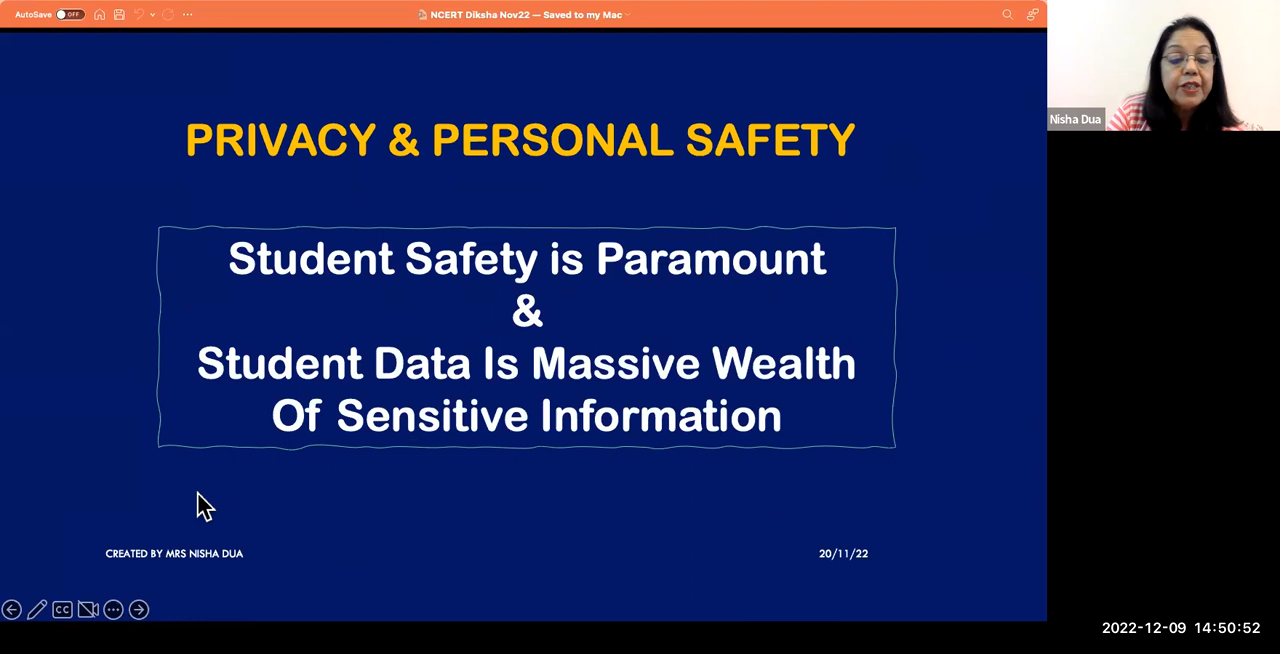 AutoSave OFF
NCERT Diksha Nov22 — Saved to my Mac
PRIVACY & PERSONAL SAFETY
Student Safety is Paramount
&
Student Data Is Massive Wealth
Of Sensitive Information
CREATED BY MRS NISHA DUA
20/11/22
CC
Nisha Dua
2022-12-09 14:50:52